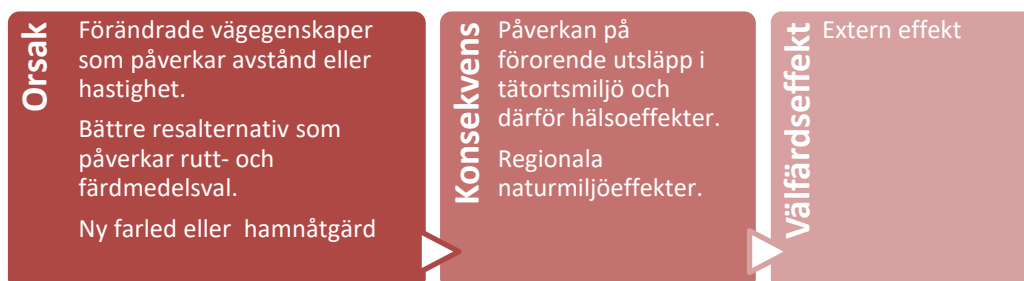 Orsak
Förändrade vägegenskaper
som påverkar avstånd eller
hastighet.
Bättre resalternativ som
påverkar rutt- och
färdmedelsval.
Ny farled eller hamnåtgärd
Konsekvens
Påverkan på
förorende utsläpp i
tätortsmiljö och
därför hälsoeffekter.
Regionala
naturmiljöeffekter.
Välfärdseffekt
Extern effekt